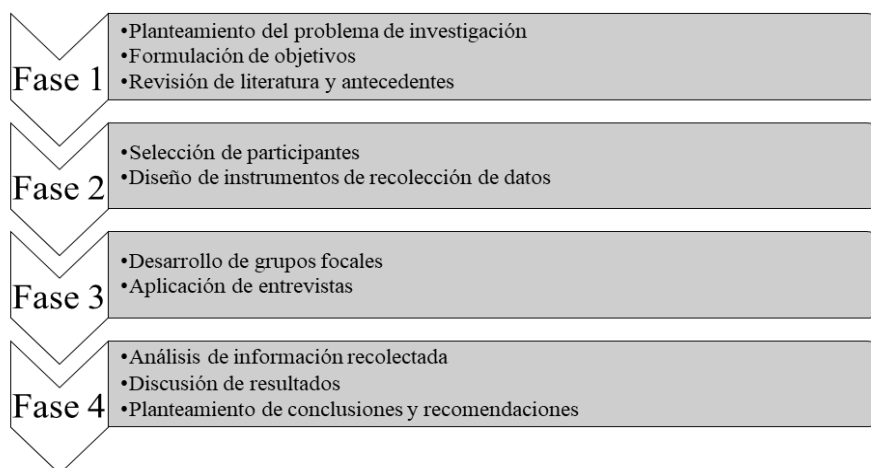 Fase 1
•Planteamiento del problema de investigación
•Formulación de objetivos
•Revisión de literatura y antecedentes
Fase 2
•Selección de participantes
•Diseño de instrumentos de recolección de datos
Fase 3
•Desarrollo de grupos focales
•Aplicación de entrevistas
Fase 4
•Análisis de información recolectada
•Discusión de resultados
•Planteamiento de conclusiones y recomendaciones